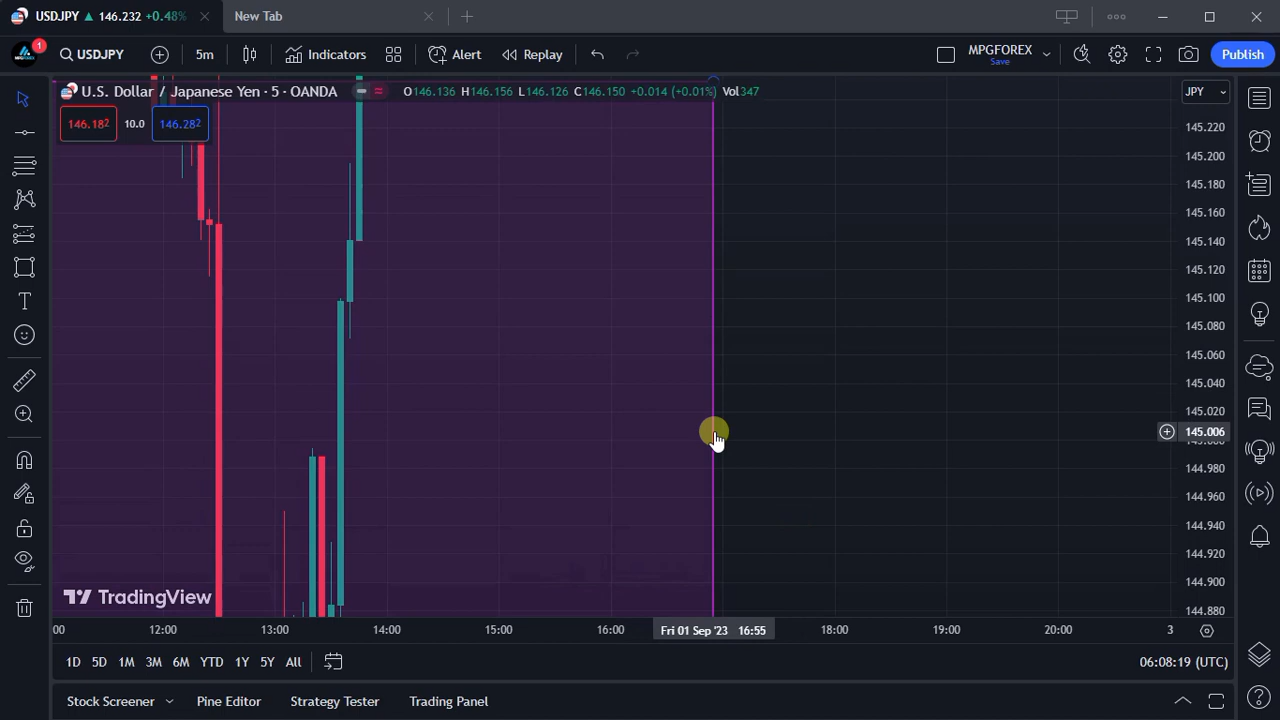 USDJPY ▲ 146.232 +0.48%
New Tab
1
USDJPY
5m
Indicators
Alert
Replay
MPGFOREX
Save
Publish
U.S. Dollar / Japanese Yen · 5 · OANDA
O146.136 H146.156 L146.126 C146.150 +0.014 (+0.01%) Vol347
JPY
146.182
10.0
146.282
145.220
145.200
145.180
145.160
145.140
145.120
145.100
145.080
145.060
145.040
145.020
145.006
144.980
144.960
144.940
144.920
144.900
144.880
TradingView
:00
12:00
13:00
14:00
15:00
16:00
Fri 01 Sep '23 16:55
18:00
19:00
20:00
3
1D
5D
1M
3M
6M
YTD
1Y
5Y
All
06:08:19 (UTC)
Stock Screener
Pine Editor
Strategy Tester
Trading Panel